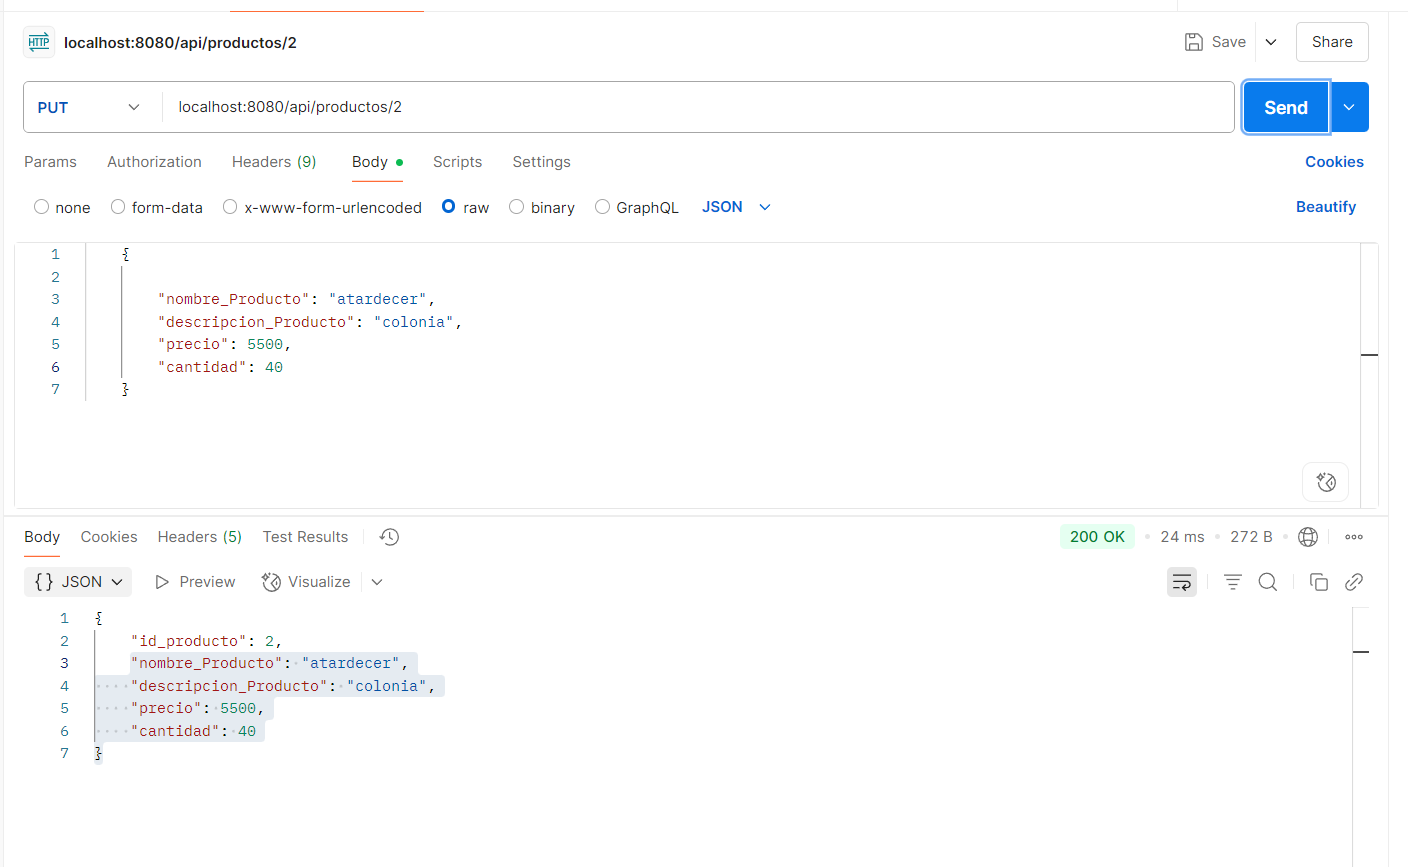 HTTP localhost:8080/api/productos/2 Save Share
PUT localhost:8080/api/productos/2 Send
Params Authorization Headers (9) Body Scripts Settings Cookies
none form-data x-www-form-urlencoded raw binary GraphQL JSON Beautify
1 {
2
3 "nombre_Producto": "atardecer",
4 "descripcion_Producto": "colonia",
5 "precio": 5500,
6 "cantidad": 40
7 }
Body Cookies Headers (5) Test Results 200 OK 24 ms 272 B
{} JSON Preview Visualize
1 {
2 "id_producto": 2,
3 "nombre_Producto": "atardecer",
4 "descripcion_Producto": "colonia",
5 "precio": 5500,
6 "cantidad": 40
7 }